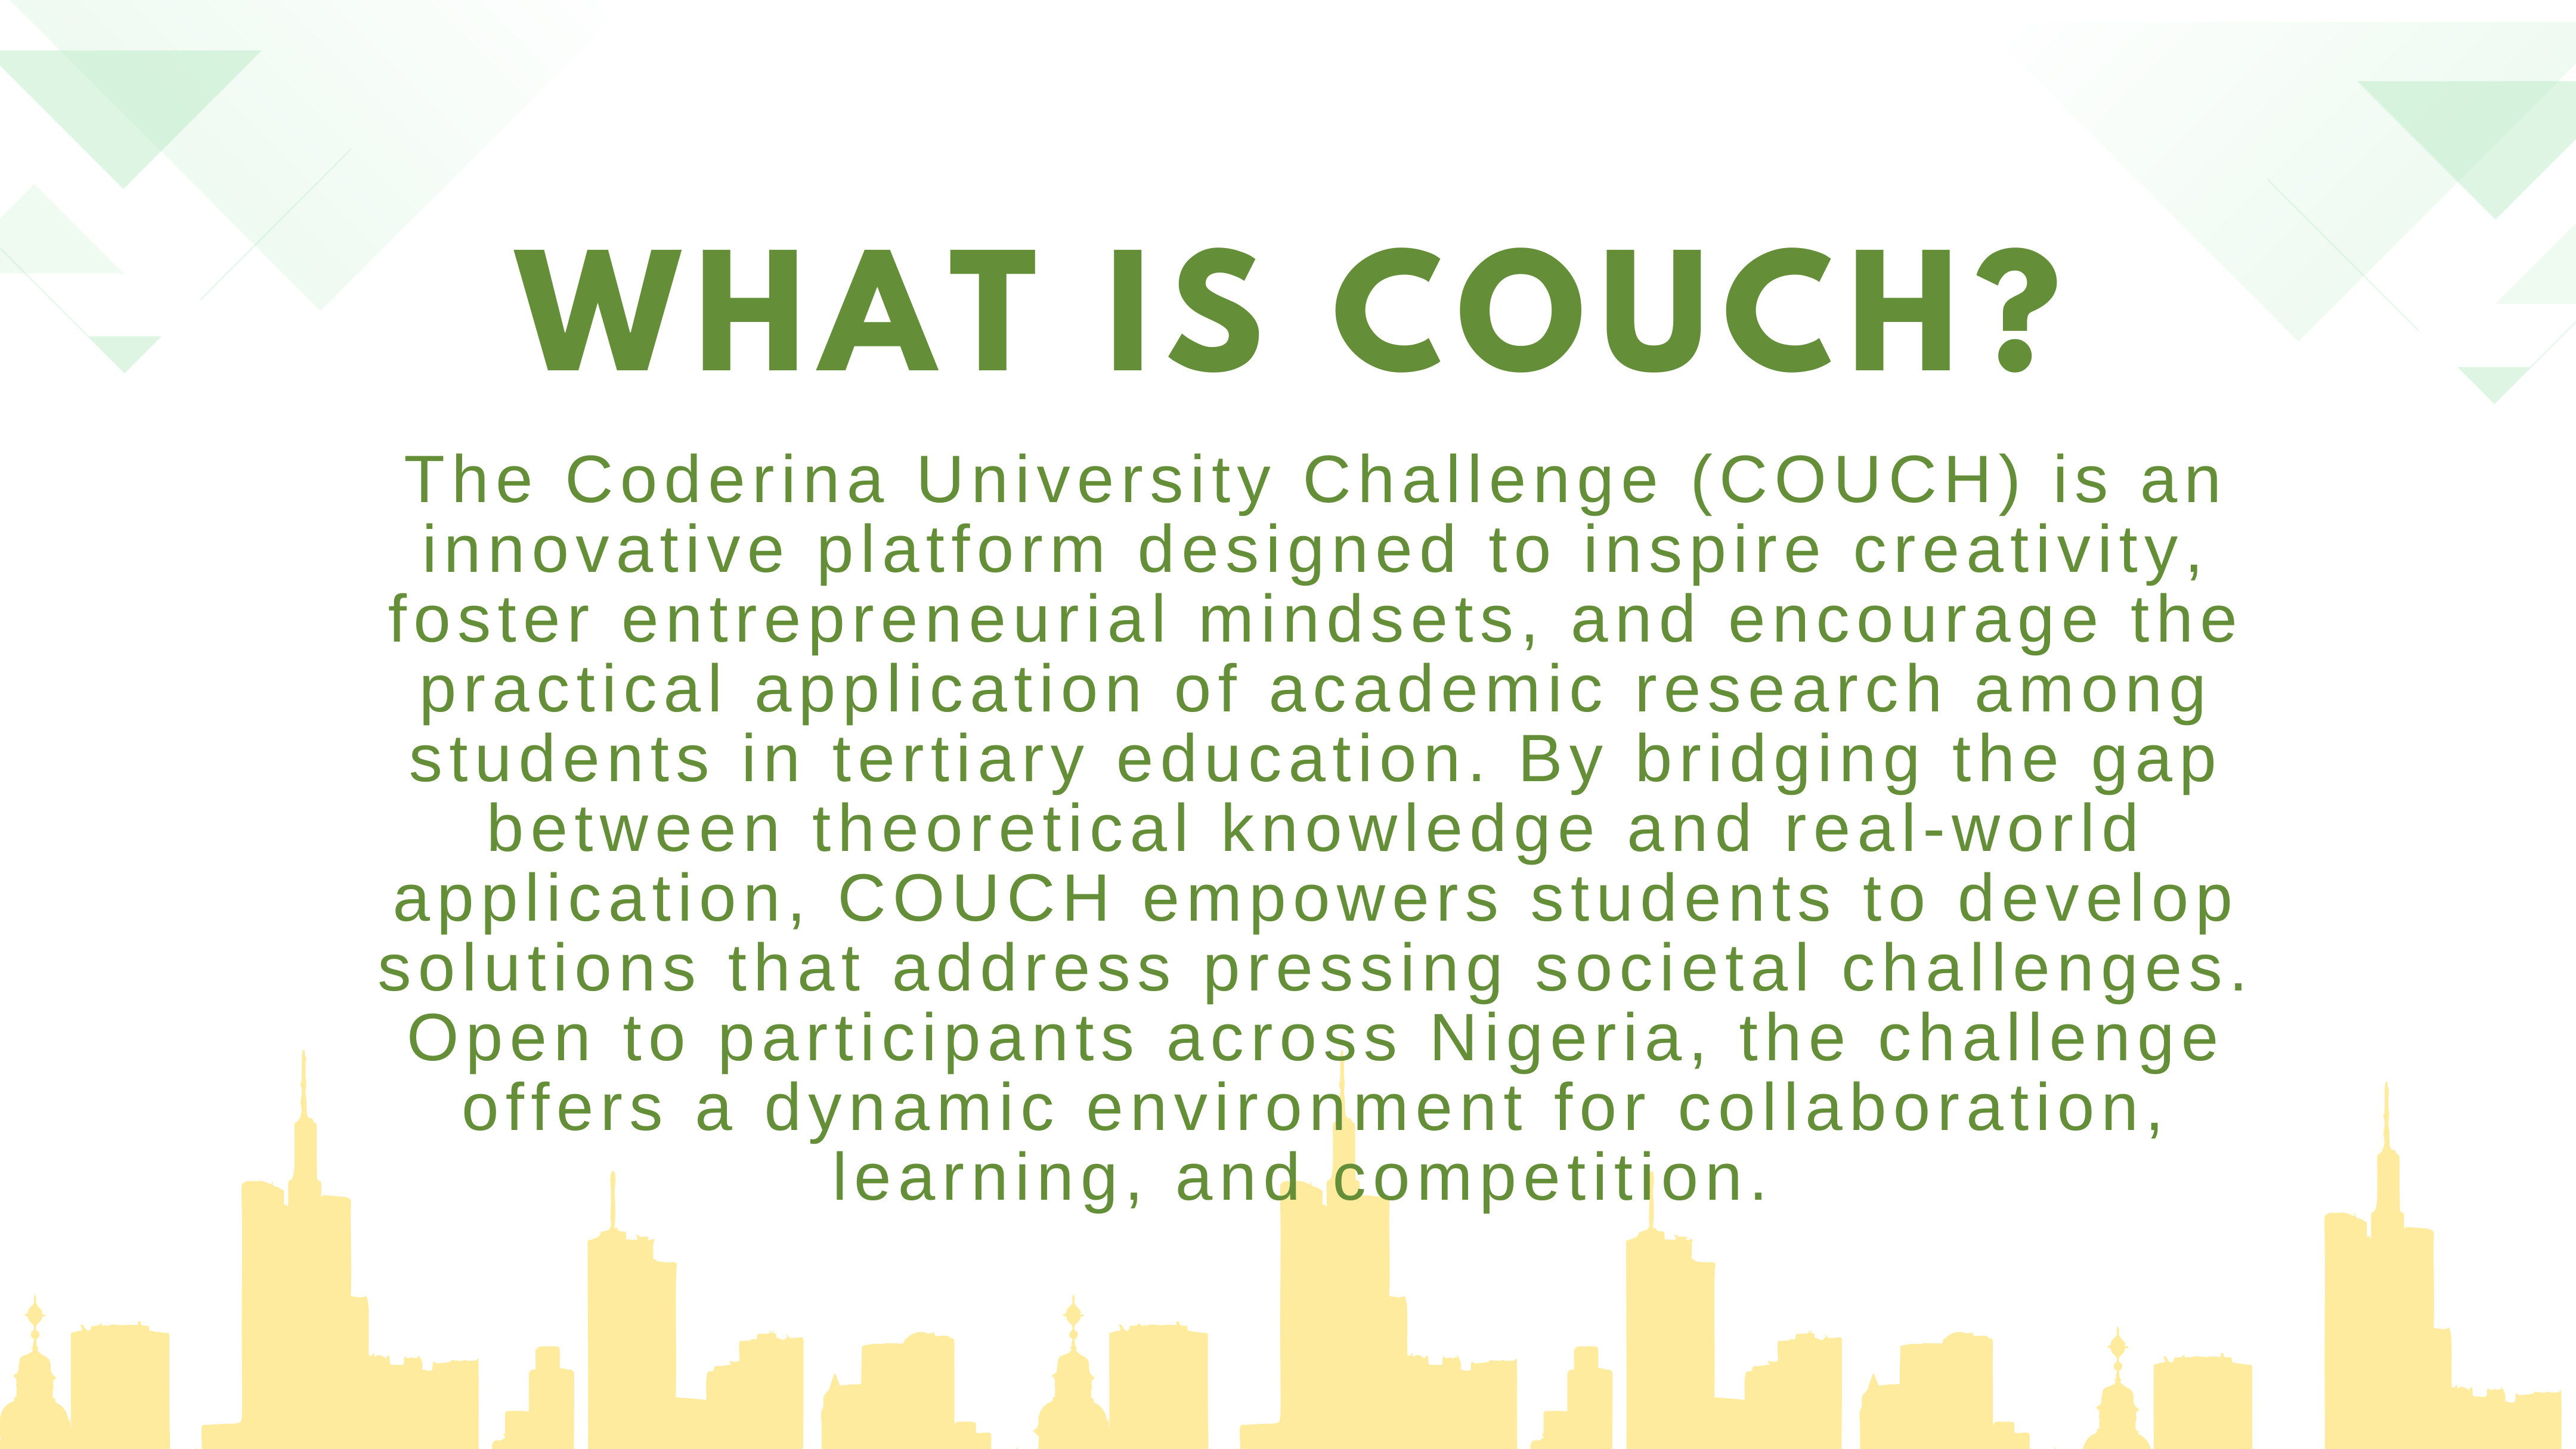 WHAT IS COUCH?
The Coderina University Challenge (COUCH) is an
innovative platform designed to inspire creativity,
foster entrepreneurial mindsets, and encourage the
practical application of academic research among
students in tertiary education. By bridging the gap
between theoretical knowledge and real-world
application, COUCH empowers students to develop
solutions that address pressing societal challenges.
Open to participants across Nigeria, the challenge
offers a dynamic environment for collaboration,
learning, and competition.